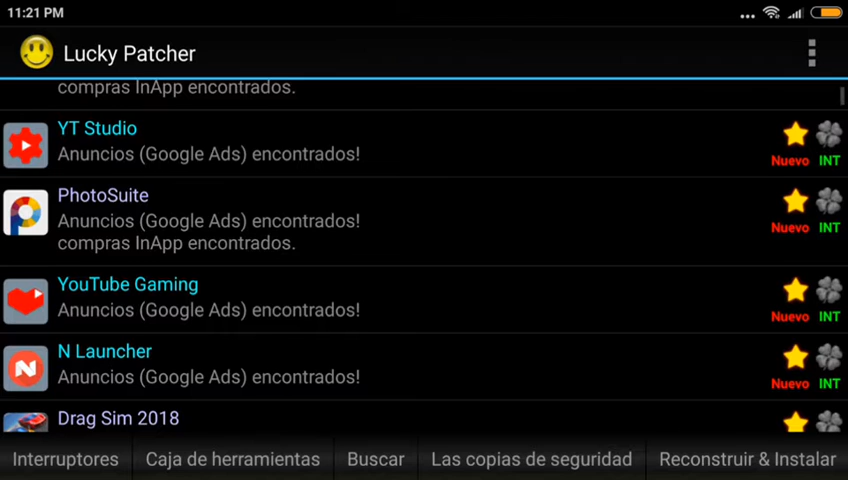 11:21 PM
Lucky Patcher
compras InApp encontrados.
YT Studio
Anuncios (Google Ads) encontrados!
Nuevo INT
PhotoSuite
Anuncios (Google Ads) encontrados!
compras InApp encontrados.
Nuevo INT
YouTube Gaming
Anuncios (Google Ads) encontrados!
Nuevo INT
N Launcher
Anuncios (Google Ads) encontrados!
Nuevo INT
Drag Sim 2018
Interruptores Caja de herramientas Buscar Las copias de seguridad Reconstruir & Instalar